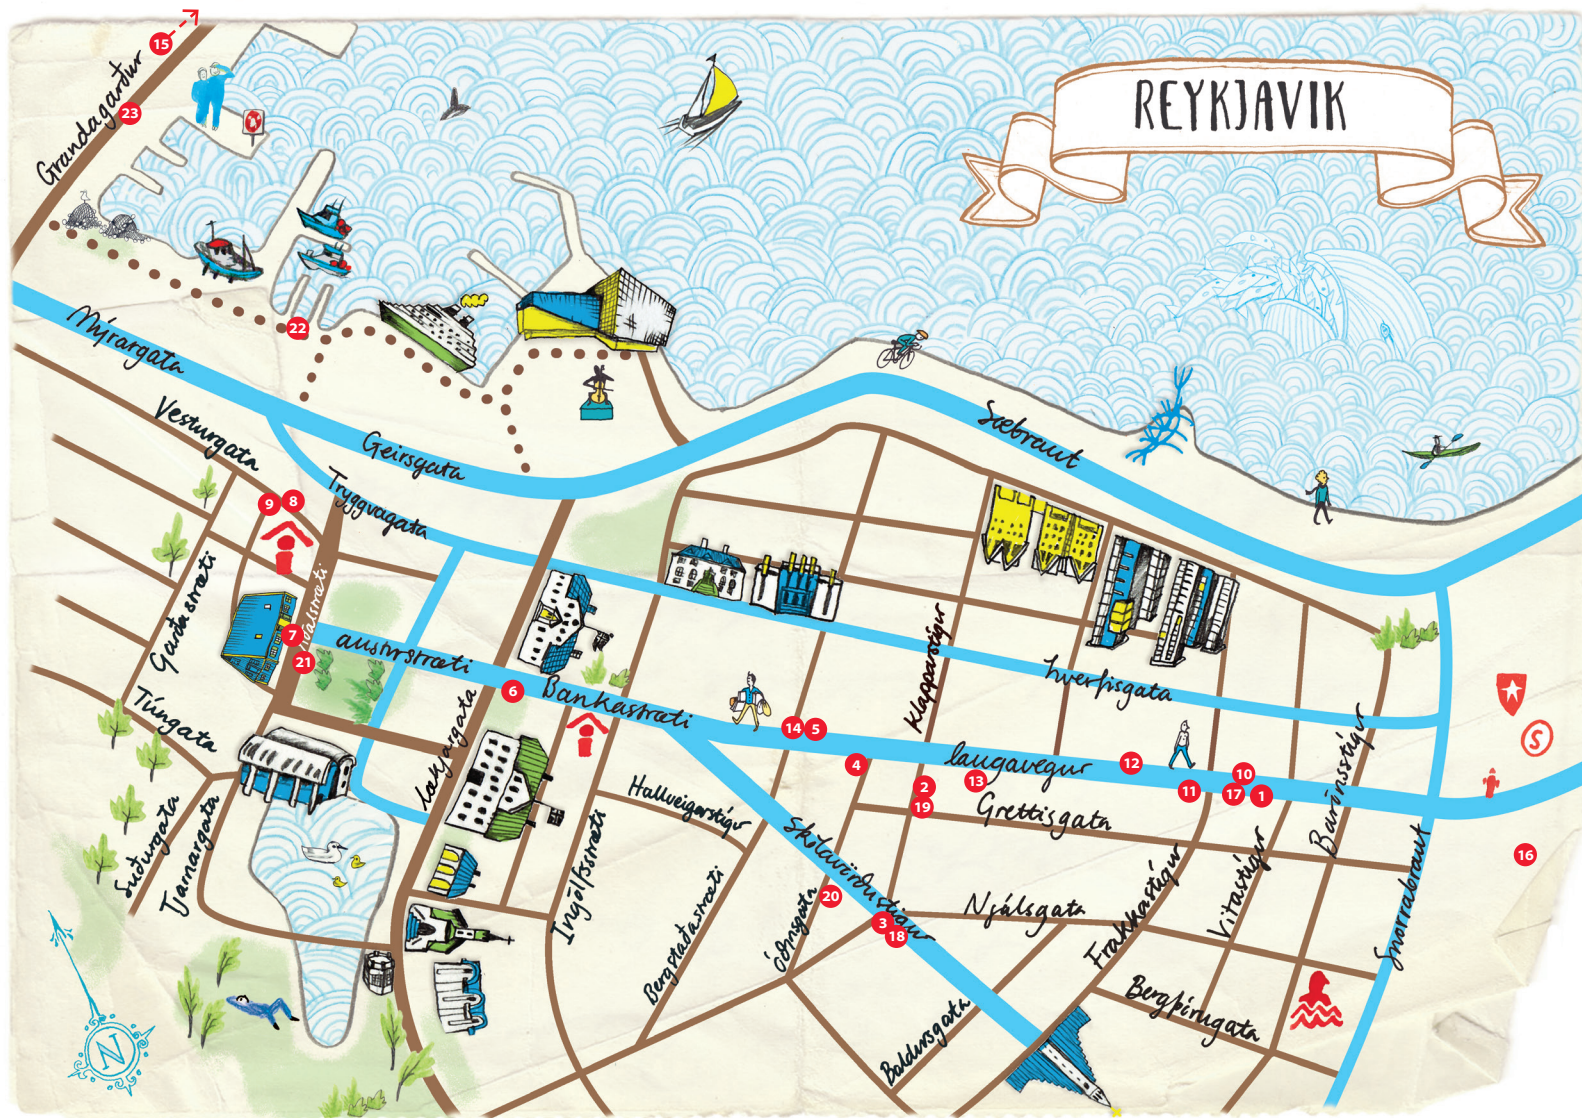 REYKJAVIK
15
Grandagarður
23
22
Mýrargata
Vesturgata
Geirsgata
Sæbraut
Tryggvagata
9
8
Garðastræti
7
21
austurstræti
Túngata
6
Bankastræti
Lækjargata
14
5
Klapparstígur
hverfisgata
4
laugavegur
12
13
2
19
Grettisgata
11
10
17
1
Barónsstígur
S
16
Suðurgata
Tjarnargata
Hallveigarstígur
Ingólfsstræti
Bergstaðastræti
Skólavörðustígur
Óðinsgata
20
3
18
Njálsgata
Frakkastígur
Vitastígur
Snorrabraut
Baldursgata
Bergþórugata
N